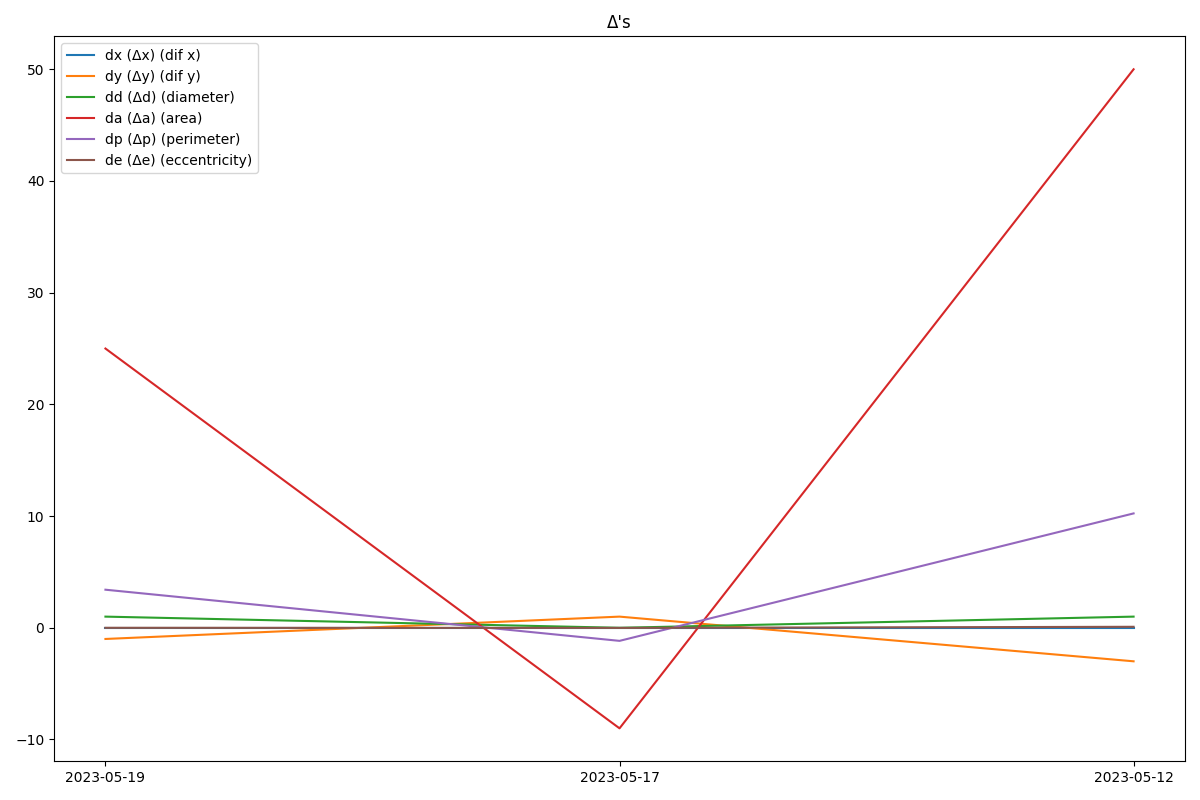 Δ's
dx (Δx) (dif x)
dy (Δy) (dif y)
dd (Δd) (diameter)
da (Δa) (area)
dp (Δp) (perimeter)
de (Δe) (eccentricity)
50
40
30
20
10
0
−10
2023-05-19 2023-05-17 2023-05-12